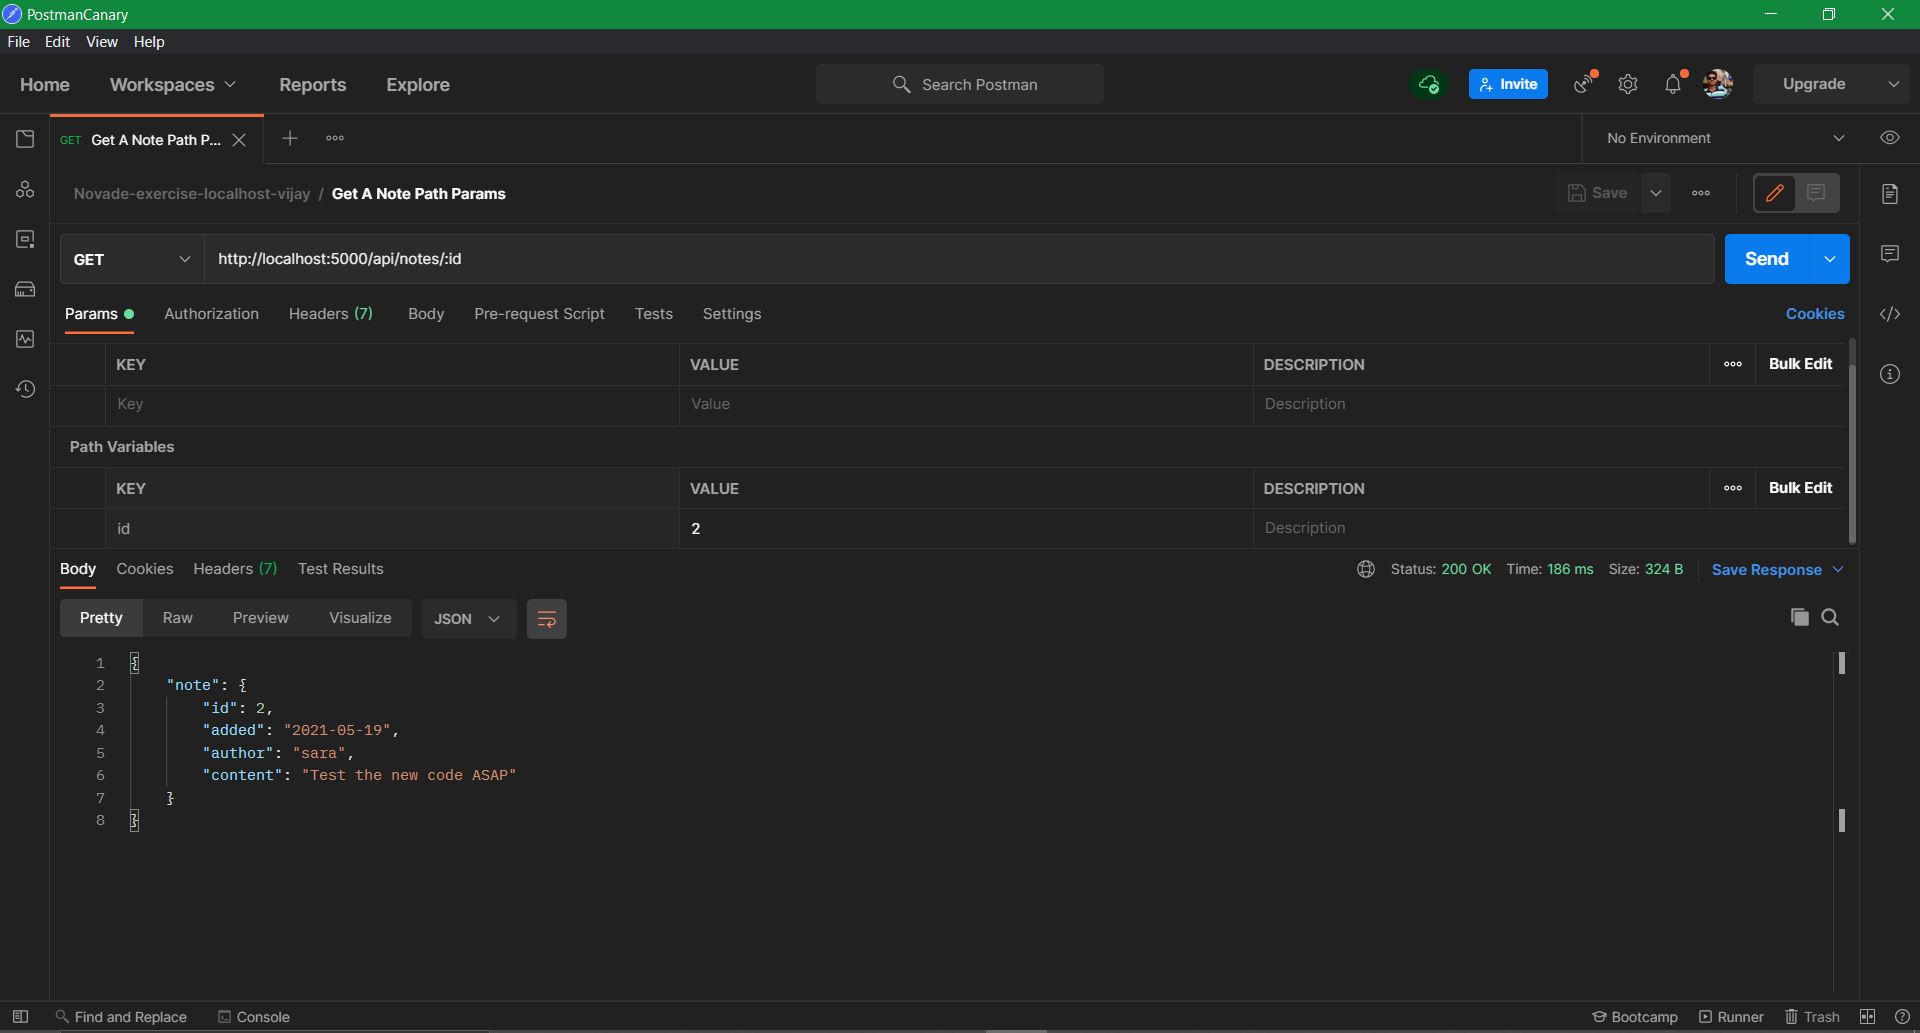 PostmanCanary
File Edit View Help
Home Workspaces Reports Explore Search Postman Invite Upgrade
GET Get A Note Path P... No Environment
Novade-exercise-localhost-vijay / Get A Note Path Params Save
GET http://localhost:5000/api/notes/:id Send
Params Authorization Headers (7) Body Pre-request Script Tests Settings Cookies
KEY VALUE DESCRIPTION Bulk Edit
Key Value Description
Path Variables
KEY VALUE DESCRIPTION Bulk Edit
id 2 Description
Body Cookies Headers (7) Test Results Status: 200 OK Time: 186 ms Size: 324 B Save Response
Pretty Raw Preview Visualize JSON
1 {
2 "note": {
3 "id": 2,
4 "added": "2021-05-19",
5 "author": "sara",
6 "content": "Test the new code ASAP"
7 }
8 }
Find and Replace Console Bootcamp Runner Trash